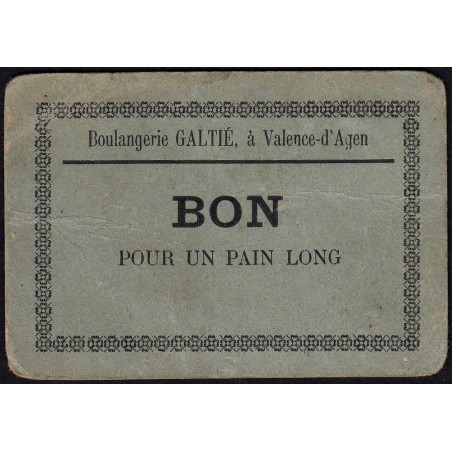 Boulangerie GALTIÉ, à Valence-d'Agen
BON
POUR UN PAIN LONG